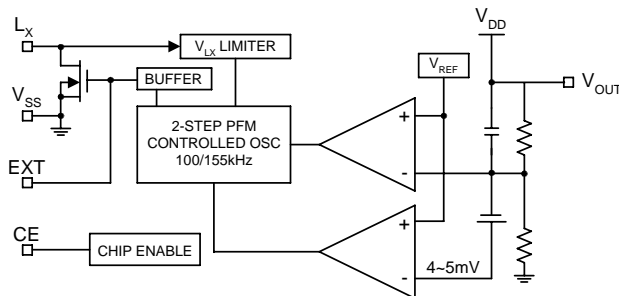 LX
VLX LIMITER
VDD
BUFFER
VREF
VSS
VOUT
2-STEP PFM
CONTROLLED OSC
100/155kHz
+
-
EXT
CE
CHIP ENABLE
+
-
4~5mV